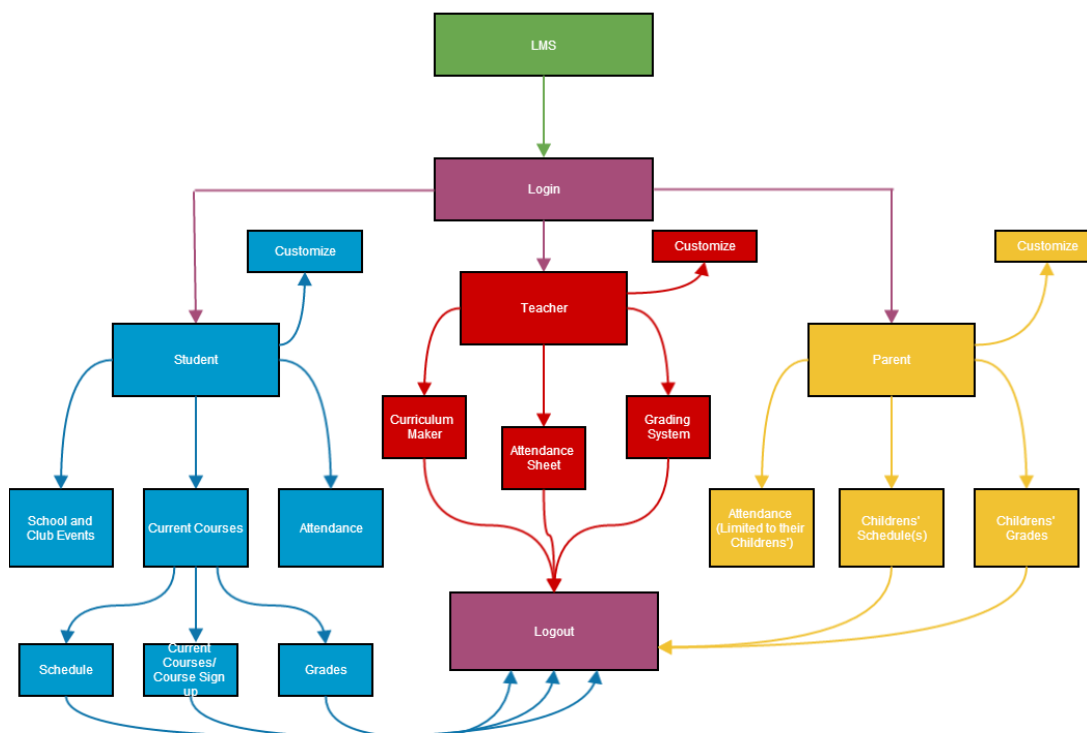 LMS
Login
Customize
Customize
Customize
Teacher
Student
Parent
Curriculum
Maker
Attendance
Sheet
Grading
System
School and
Club Events
Current Courses
Attendance
Attendance
(Limited to their
Childrens')
Childrens'
Schedule(s)
Childrens'
Grades
Logout
Schedule
Current
Courses/
Course Sign
up
Grades